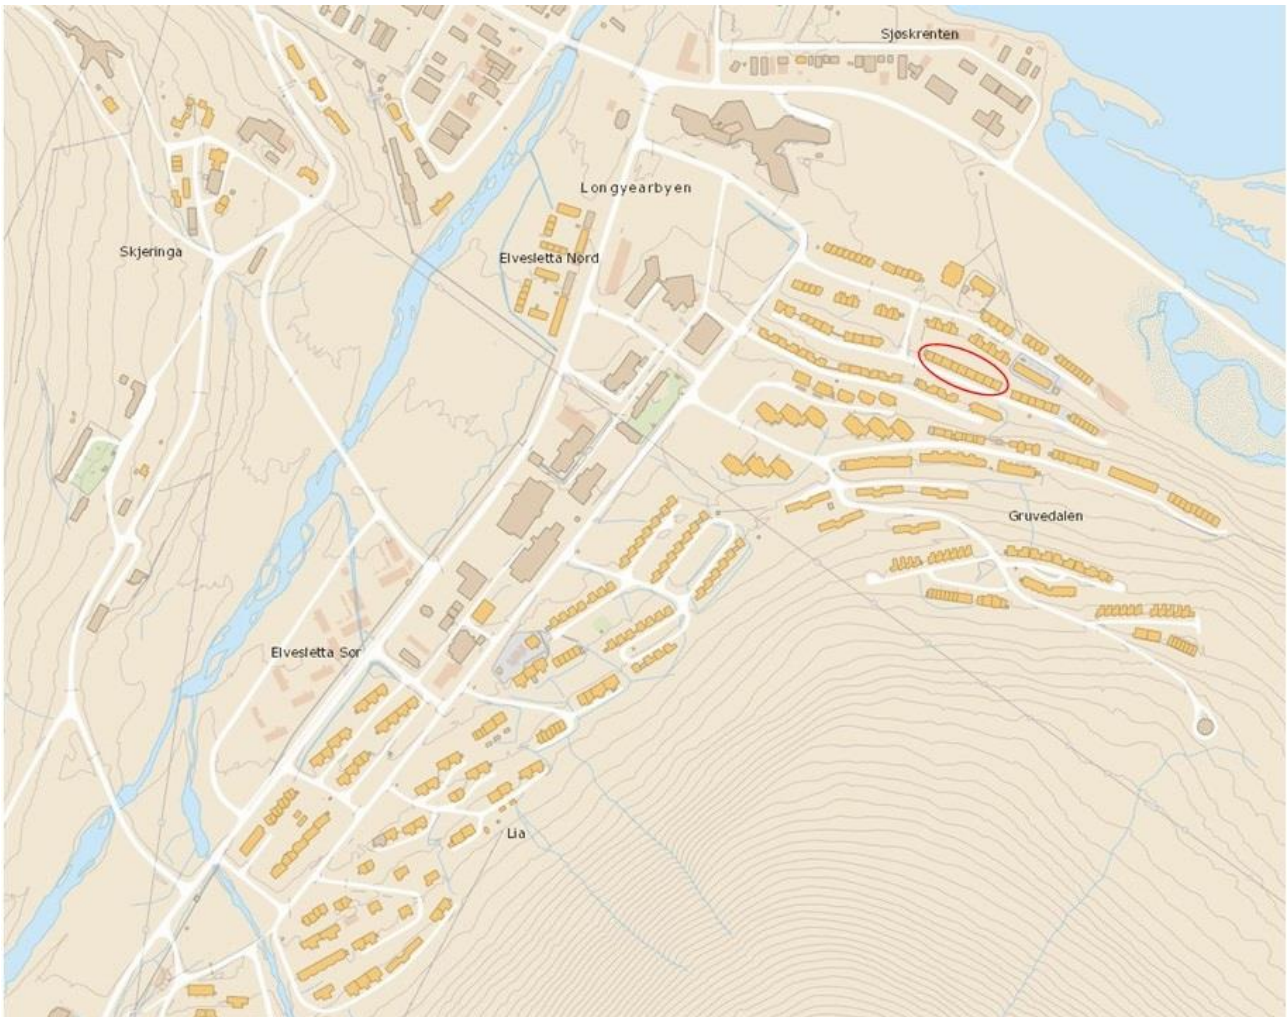 Sjøskrenten
Longyearbyen
Skjeringa
Elvesletta Nord
Gruvedalen
Elvesletta Sør
Lia